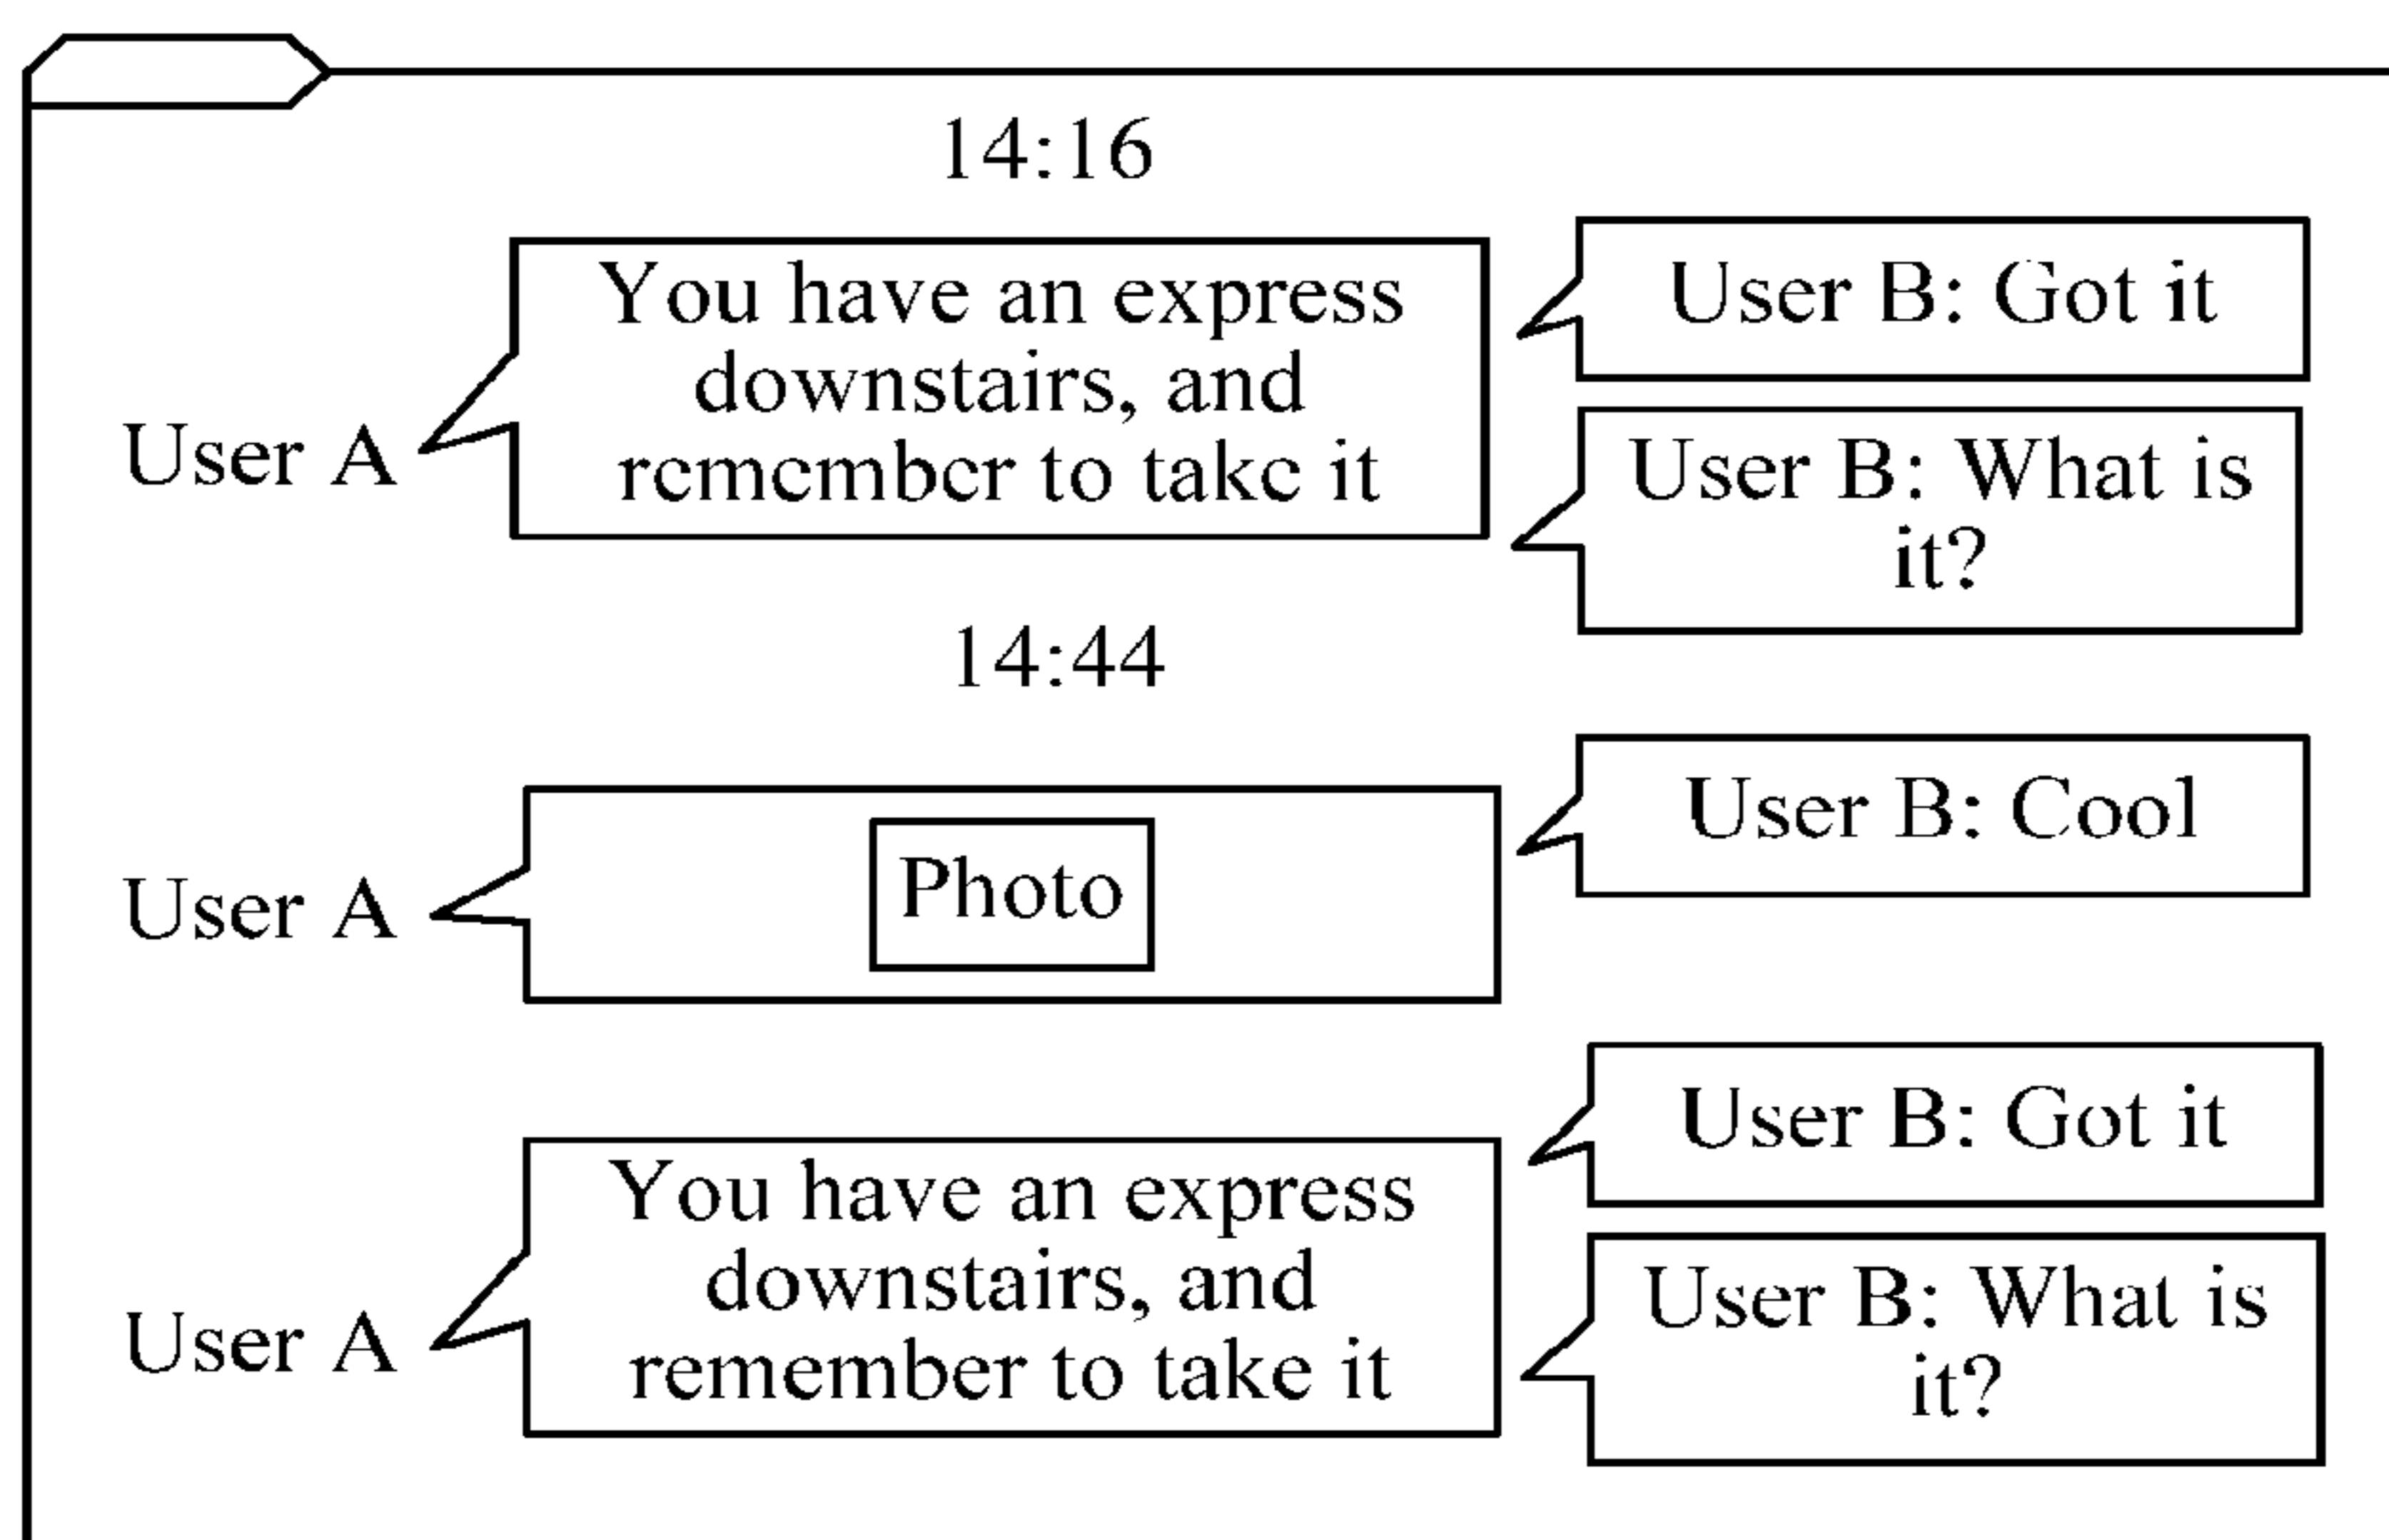 14:16
You have an express
downstairs, and
remember to take it
User A
User B: Got it
User B: What is
it?
14:44
User A
Photo
User B: Cool
User A
You have an express
downstairs, and
remember to take it
User B: Got it
User B: What is
it?